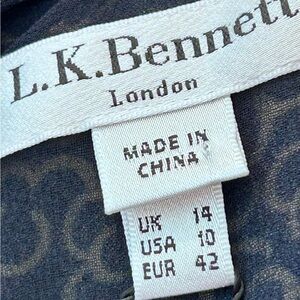 L.K.Bennett
London
MADE IN
CHINA
UK 14
USA 10
EUR 42